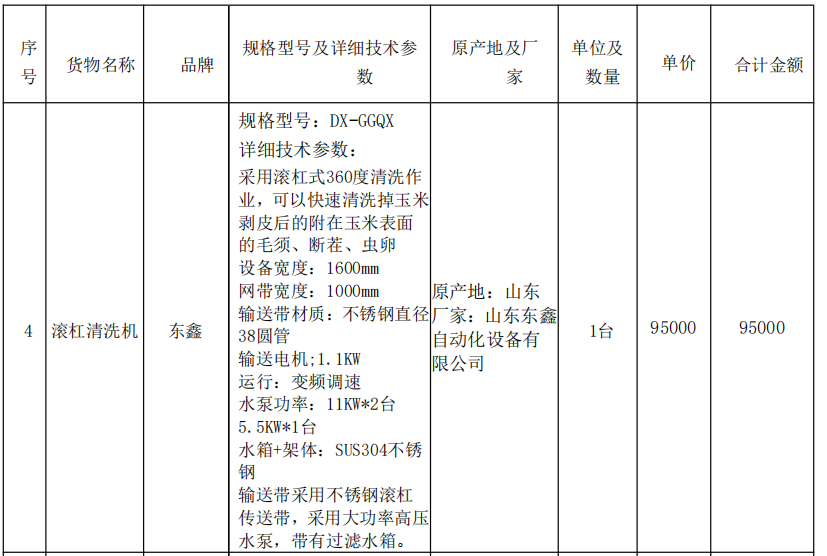 序号
货物名称
品牌
规格型号及详细技术参
数
原产地及厂
家
单位及
数量
单价
合计金额
4
滚杠清洗机
东鑫
规格型号：DX-GGQX
详细技术参数：
采用滚杠式360度清洗作
业，可以快速清洗掉玉米
剥皮后的附在玉米表面
的毛须、断茬、虫卵
设备宽度：1600mm
网带宽度：1000mm
输送带材质：不锈钢直径
38圆管
输送电机;1.1KW
运行：变频调速
水泵功率：11KW*2台
5.5KW*1台
水箱+架体：SUS304不锈
钢
输送带采用不锈钢滚杠
传送带，采用大功率高压
水泵，带有过滤水箱。
原产地：山东
厂家：山东东鑫
自动化设备有
限公司
1台
95000
95000